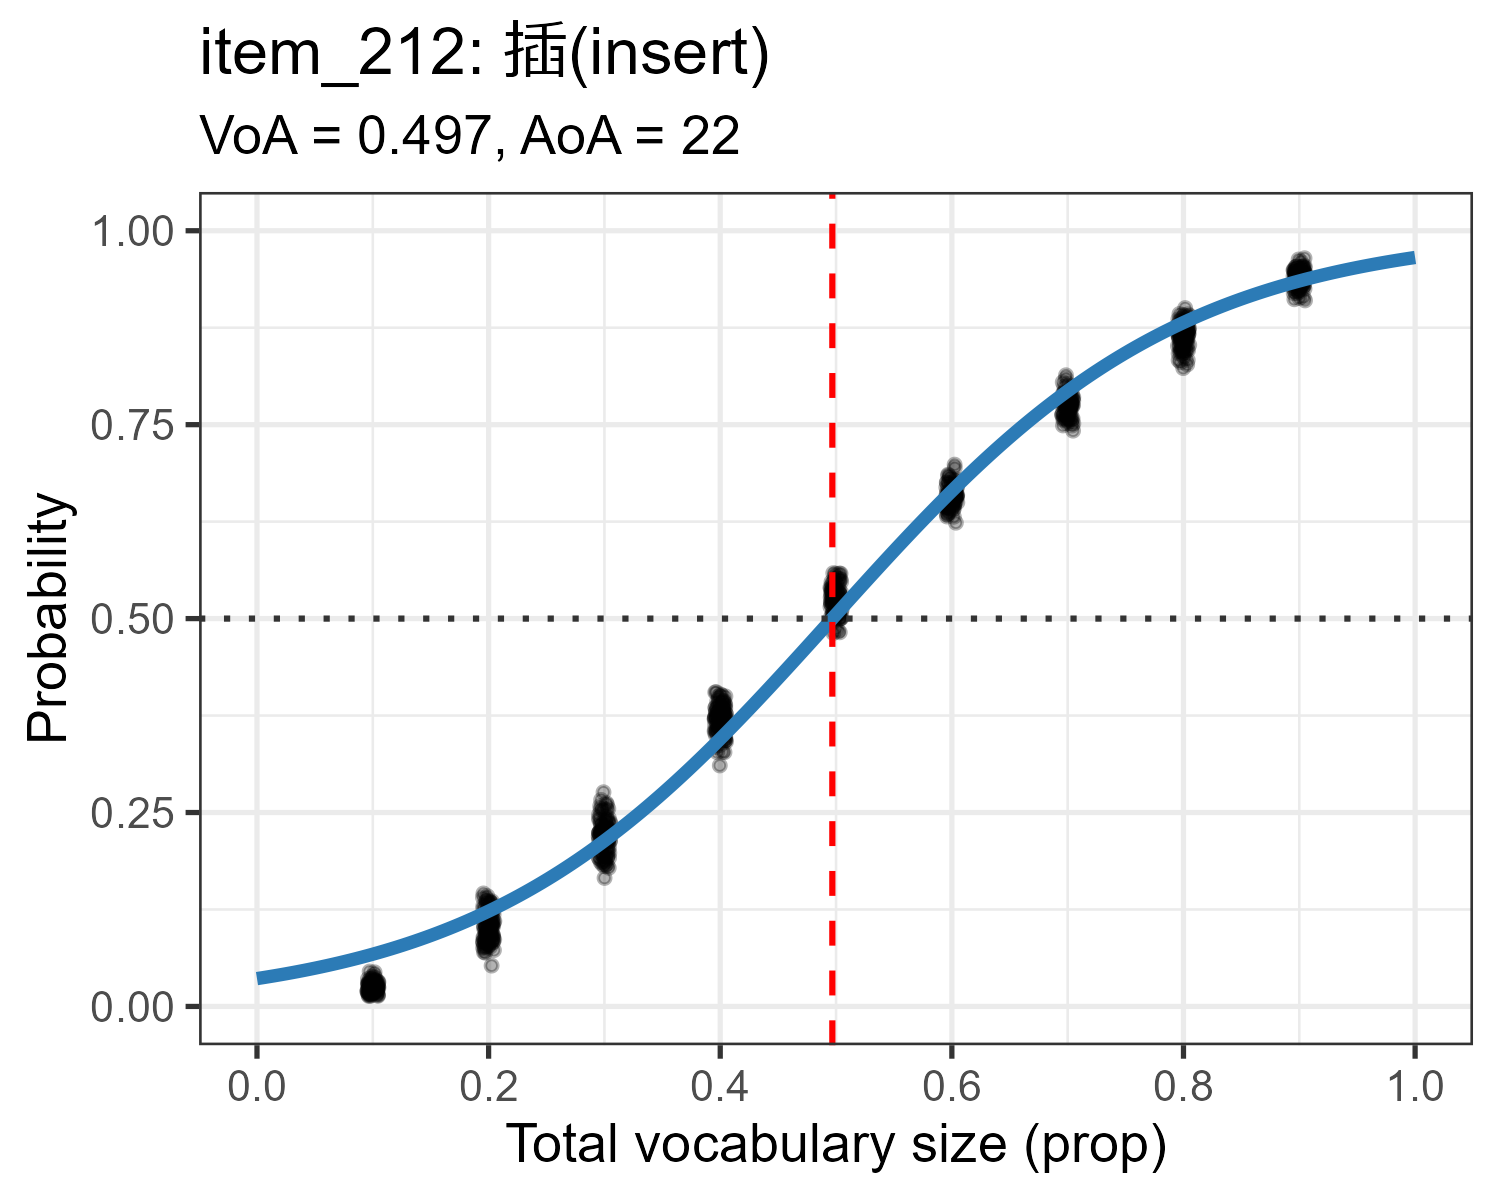 item_212: 插(insert)
VoA = 0.497, AoA = 22
1.00
0.75
0.50
0.25
0.00
Probability
0.0 0.2 0.4 0.6 0.8 1.0
Total vocabulary size (prop)